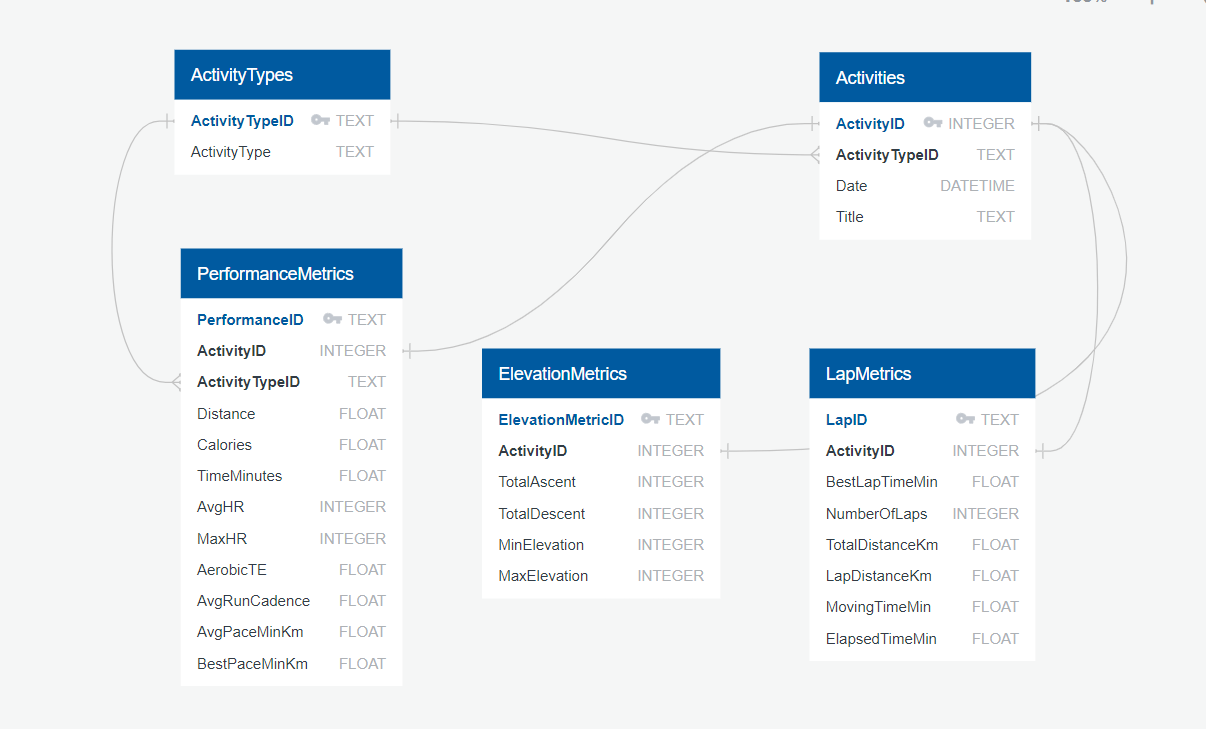 ActivityTypes
ActivityTypeID TEXT
ActivityType TEXT
Activities
ActivityID INTEGER
ActivityTypeID TEXT
Date DATETIME
Title TEXT
PerformanceMetrics
PerformanceID TEXT
ActivityID INTEGER
ActivityTypeID TEXT
Distance FLOAT
Calories FLOAT
TimeMinutes FLOAT
AvgHR INTEGER
MaxHR INTEGER
AerobicTE FLOAT
AvgRunCadence FLOAT
AvgPaceMinKm FLOAT
BestPaceMinKm FLOAT
ElevationMetrics
ElevationMetricID TEXT
ActivityID INTEGER
TotalAscent INTEGER
TotalDescent INTEGER
MinElevation INTEGER
MaxElevation INTEGER
LapMetrics
LapID TEXT
ActivityID INTEGER
BestLapTimeMin FLOAT
NumberOfLaps INTEGER
TotalDistanceKm FLOAT
LapDistanceKm FLOAT
MovingTimeMin FLOAT
ElapsedTimeMin FLOAT